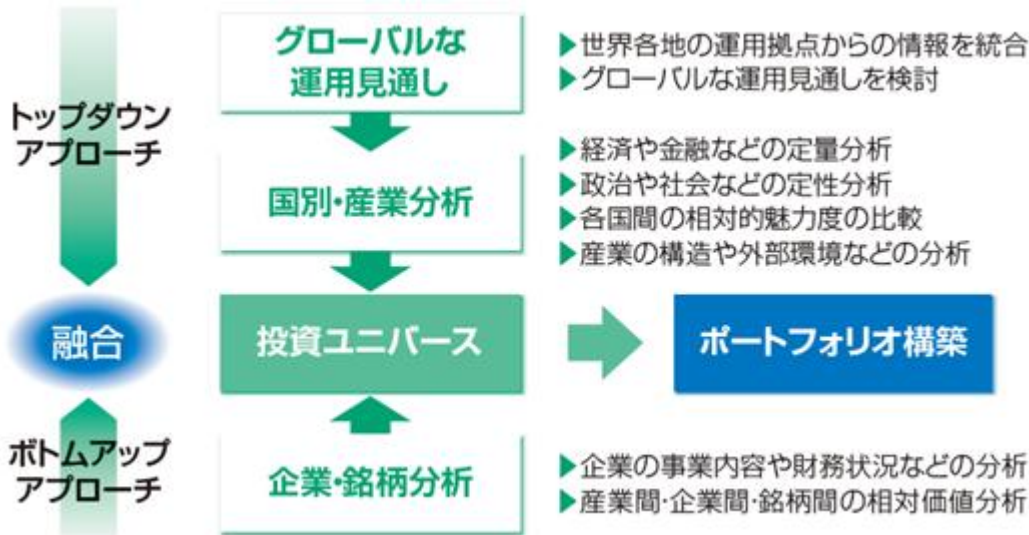 グローバルな
運用見通し
▶世界各地の運用拠点からの情報を統合
▶グローバルな運用見通しを検討
トップダウン
アプローチ
国別・産業分析
▶経済や金融などの定量分析
▶政治や社会などの定性分析
▶各国間の相対的魅力度の比較
▶産業の構造や外部環境などの分析
融合
投資ユニバース
ポートフォリオ構築
ボトムアップ
アプローチ
企業・銘柄分析
▶企業の事業内容や財務状況などの分析
▶産業間・企業間・銘柄間の相対価値分析